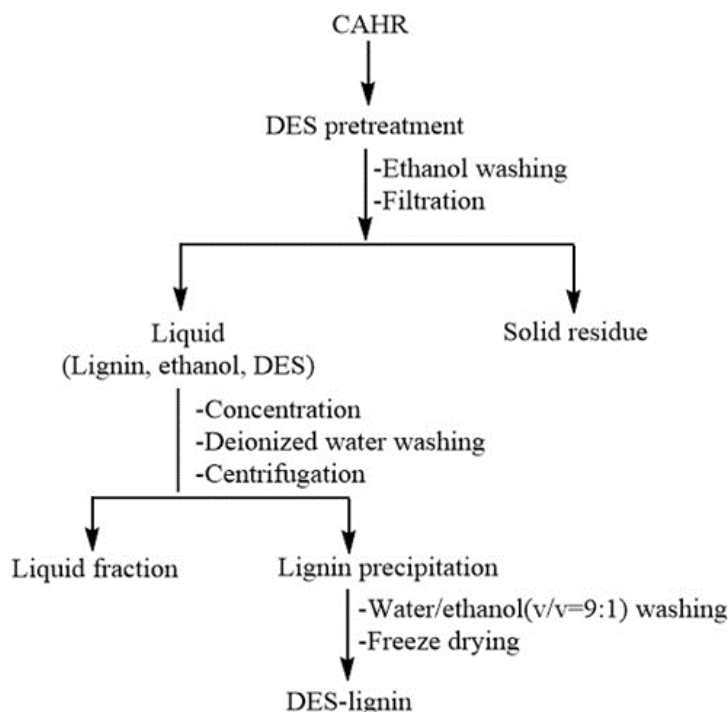 CAHR
DES pretreatment
-Ethanol washing
-Filtration
Liquid
(Lignin, ethanol, DES)
Solid residue
-Concentration
-Deionized water washing
-Centrifugation
Liquid fraction
Lignin precipitation
-Water/ethanol(v/v=9:1) washing
-Freeze drying
DES-lignin